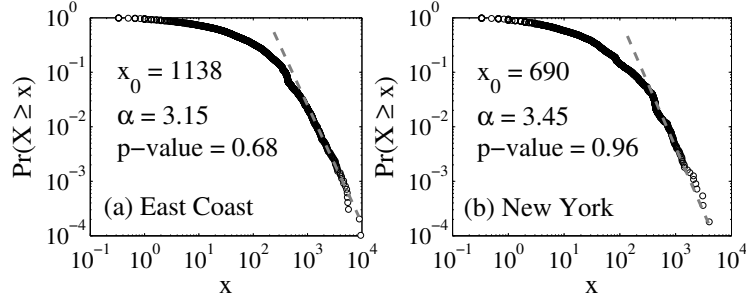 Pr(X ≥ x)
10^0
10^-1
10^-2
10^-3
10^-4
x_0 = 1138
α = 3.15
p-value = 0.68
(a) East Coast
10^-1 10^0 10^1 10^2 10^3 10^4
x
Pr(X ≥ x)
10^0
10^-1
10^-2
10^-3
10^-4
x_0 = 690
α = 3.45
p-value = 0.96
(b) New York
10^-1 10^0 10^1 10^2 10^3 10^4
x